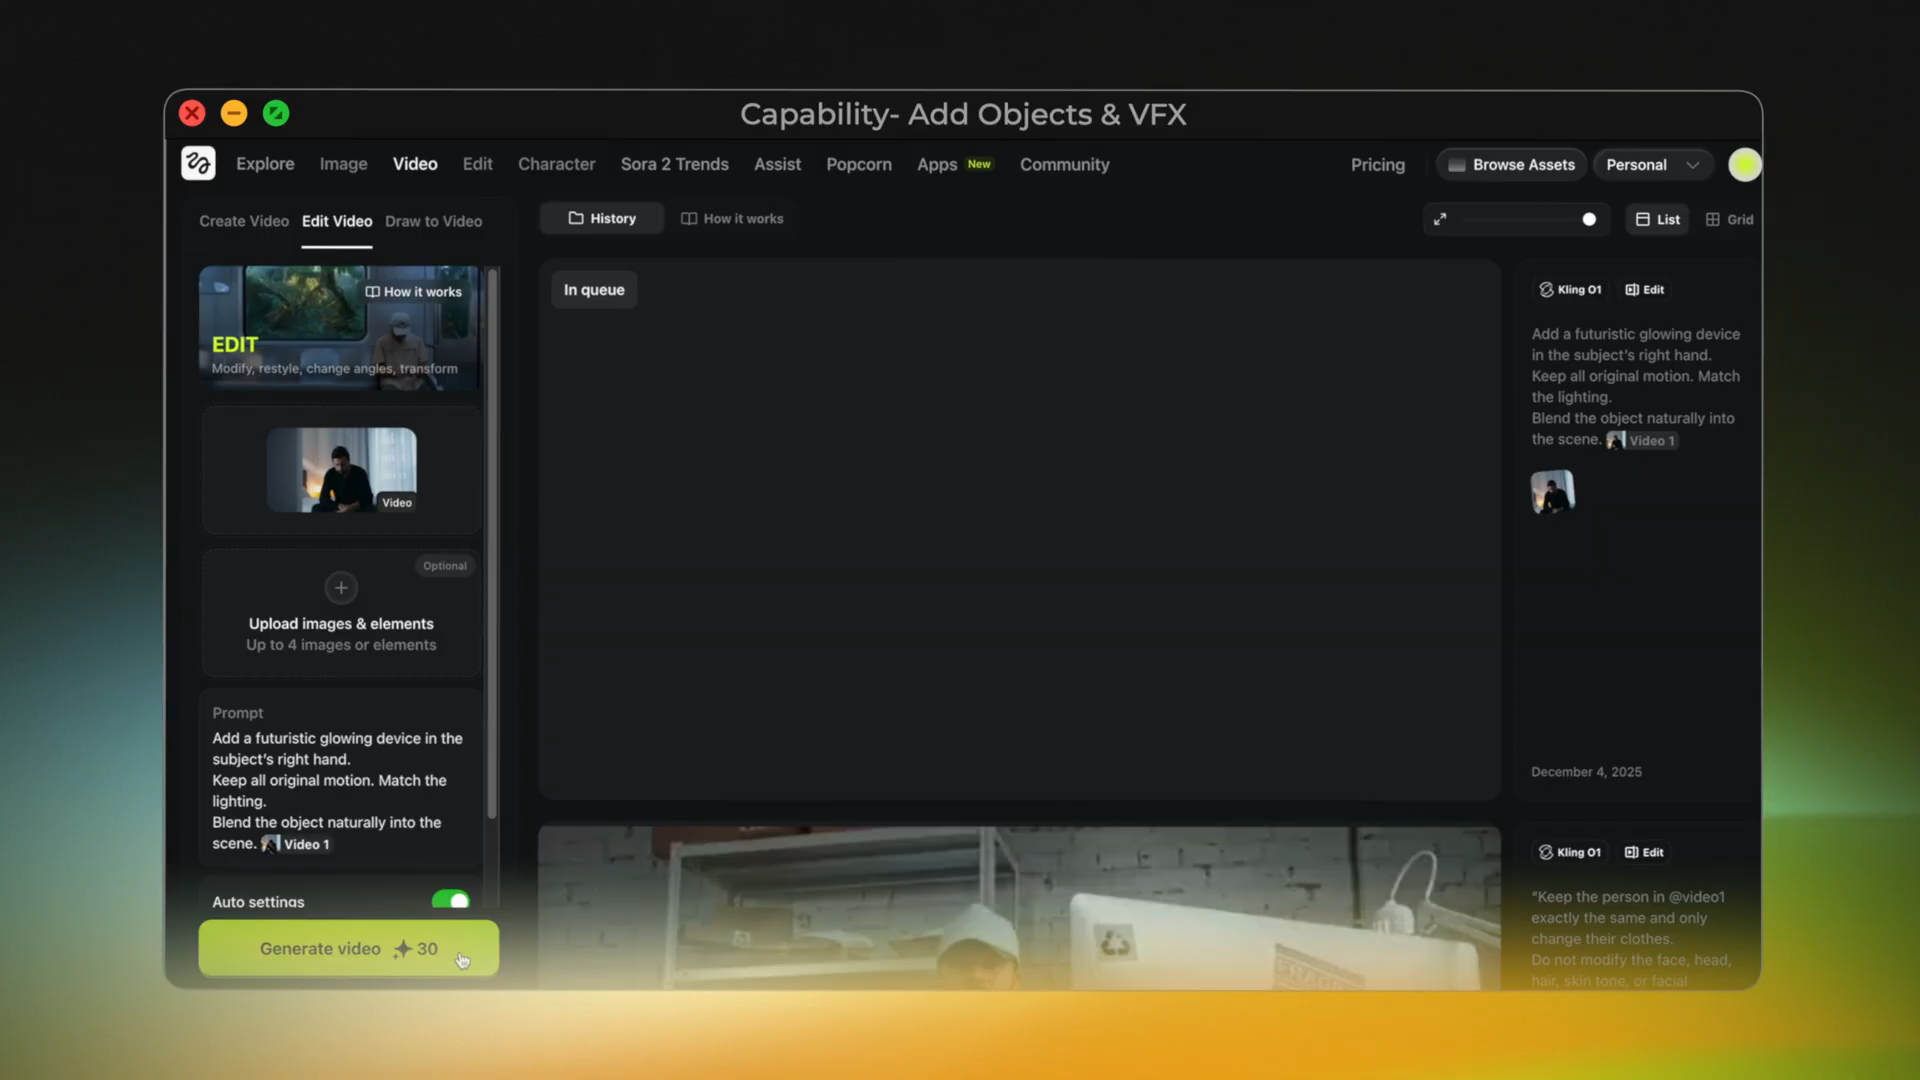 Capability- Add Objects & VFX
Explore Image Video Edit Character Sora 2 Trends Assist Popcorn Apps New Community Pricing Browse Assets Personal
Create Video Edit Video Draw to Video
History How it works List Grid
How it works
EDIT
Modify, restyle, change angles, transform
Video
Optional
Upload images & elements
Up to 4 images or elements
Prompt
Add a futuristic glowing device in the
subject's right hand.
Keep all original motion. Match the
lighting.
Blend the object naturally into the
scene. Video 1
Auto settings
Generate video 30
In queue
Kling O1 Edit
Add a futuristic glowing device
in the subject's right hand.
Keep all original motion. Match
the lighting.
Blend the object naturally into
the scene. Video 1
December 4, 2025
Kling O1 Edit
"Keep the person in @video1
exactly the same and only
change their clothes.
Do not modify the face, head,
hair, skin tone, or facial